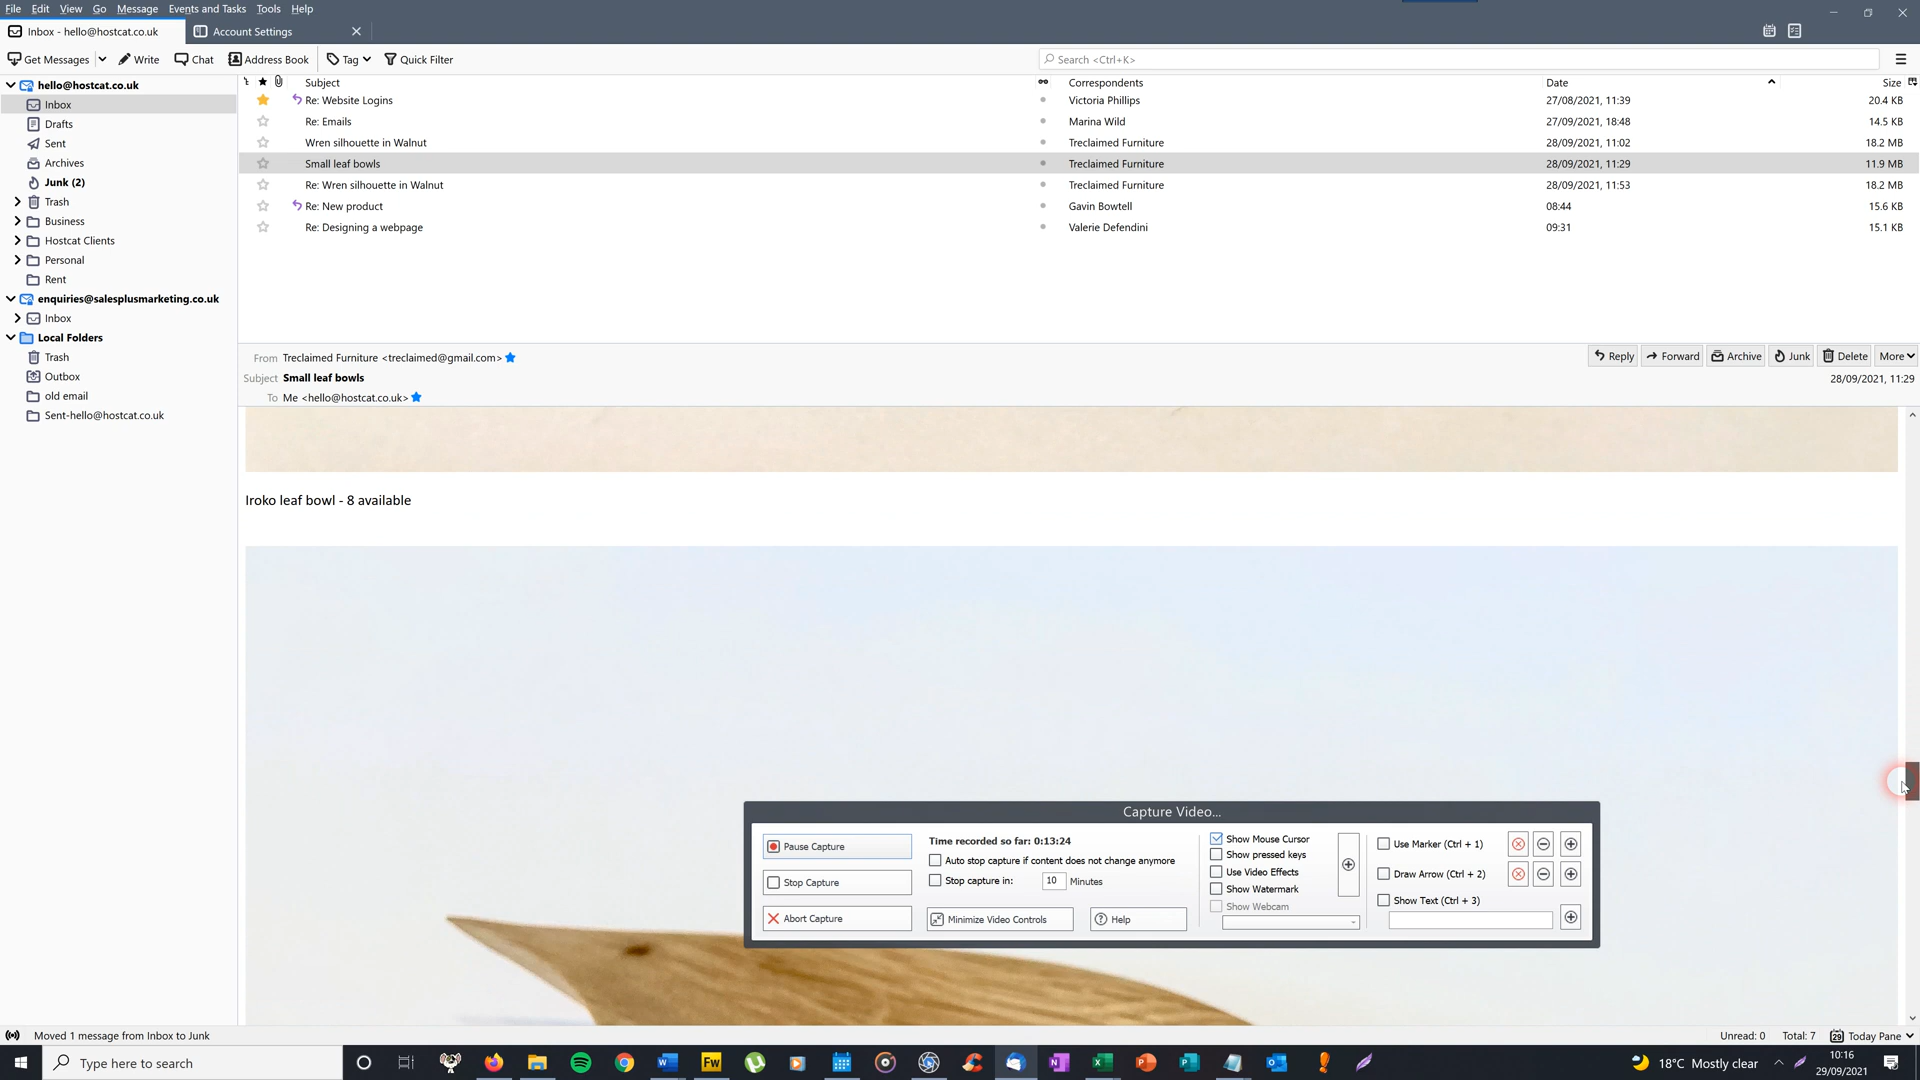 File Edit View Go Message Events and Tasks Tools Help
Inbox - hello@hostcat.co.uk Account Settings
Get Messages Write Chat Address Book Tag Quick Filter Search <Ctrl+K>
hello@hostcat.co.uk
Inbox
Drafts
Sent
Archives
Junk (2)
Trash
Business
Hostcat Clients
Personal
Rent
enquiries@salesplusmarketing.co.uk
Inbox
Local Folders
Trash
Outbox
old email
Sent-hello@hostcat.co.uk
Subject Correspondents Date Size
Re: Website Logins Victoria Phillips 27/08/2021, 11:39 20.4 KB
Re: Emails Marina Wild 27/09/2021, 18:48 14.5 KB
Wren silhouette in Walnut Treclaimed Furniture 28/09/2021, 11:02 18.2 MB
Small leaf bowls Treclaimed Furniture 28/09/2021, 11:29 11.9 MB
Re: Wren silhouette in Walnut Treclaimed Furniture 28/09/2021, 11:53 18.2 MB
Re: New product Gavin Bowtell 08:44 15.6 KB
Re: Designing a webpage Valerie Defendini 09:31 15.1 KB
From Treclaimed Furniture <treclaimed@gmail.com> Reply Forward Archive Junk Delete More
Subject Small leaf bowls 28/09/2021, 11:29
To Me <hello@hostcat.co.uk>
Iroko leaf bowl - 8 available
Capture Video...
Pause Capture
Stop Capture
Abort Capture
Time recorded so far: 0:13:24
Auto stop capture if content does not change anymore
Stop capture in: 10 Minutes
Minimize Video Controls Help
Show Mouse Cursor
Show pressed keys
Use Video Effects
Show Watermark
Show Webcam
Use Marker (Ctrl + 1)
Draw Arrow (Ctrl + 2)
Show Text (Ctrl + 3)
Moved 1 message from Inbox to Junk Unread: 0 Total: 7 29 Today Pane
Type here to search Fw 18°C Mostly clear 10:16
29/09/2021